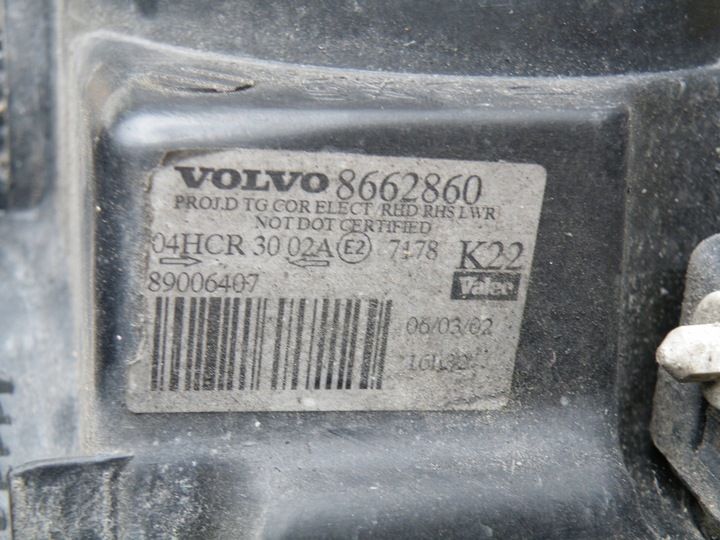 VOLVO 8662860
PROJ.D TG COR ELECT RHD RHS LWR
NOT DOT CERTIFIED
04HCR 30 02A E2 7178 K22
89006407 Valeo
06/03/02